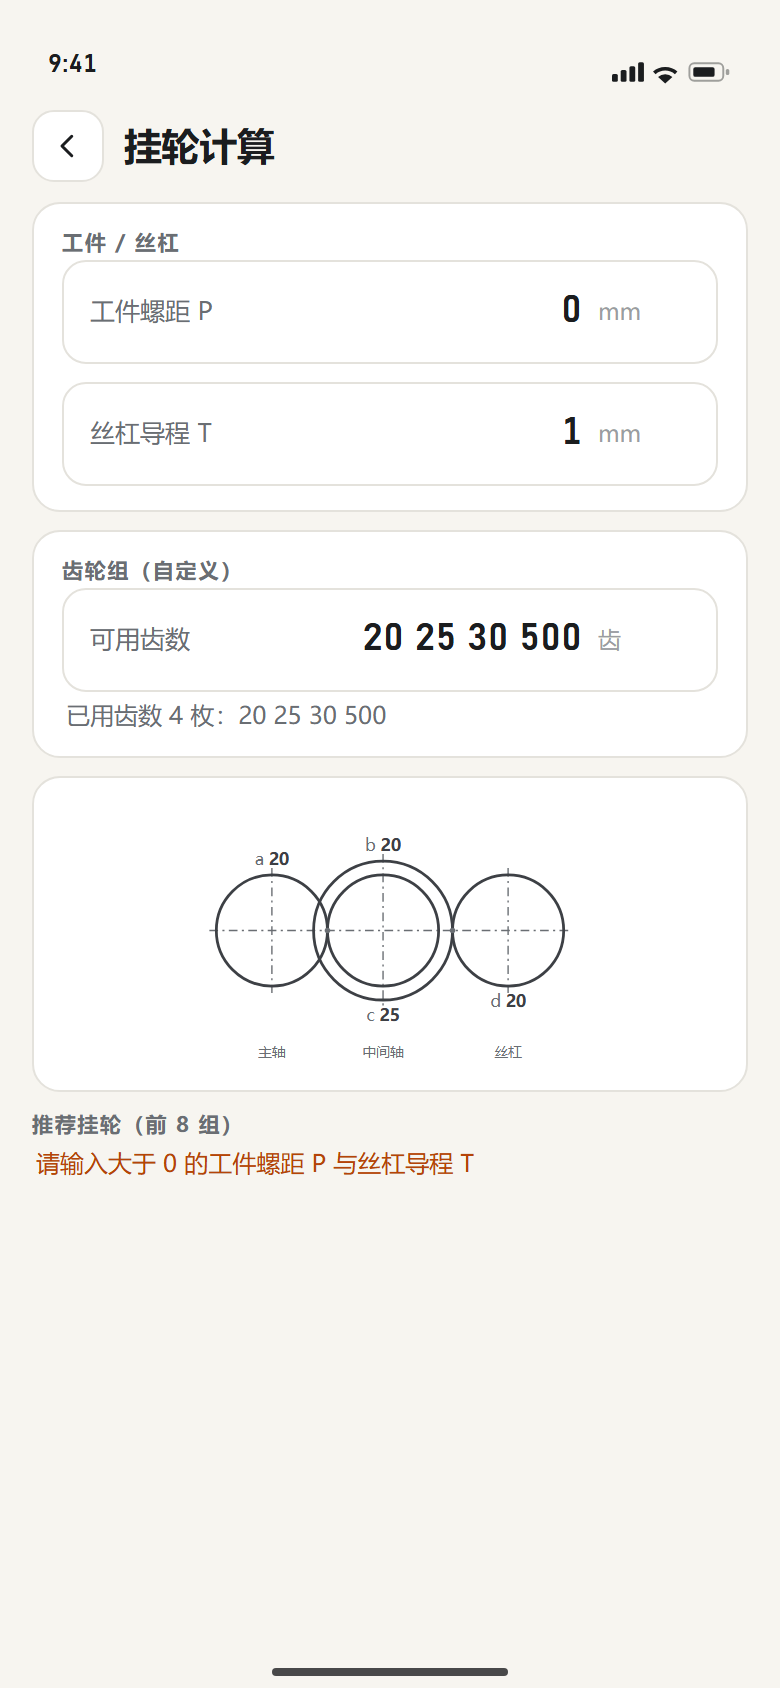 9:41
挂轮计算
工件 / 丝杠
工件螺距 P 0 mm
丝杠导程 T 1 mm
齿轮组（自定义）
可用齿数 20 25 30 500 齿
已用齿数 4 枚：20 25 30 500
a 20
b 20
c 25
d 20
主轴 中间轴 丝杠
推荐挂轮（前 8 组）
请输入大于 0 的工件螺距 P 与丝杠导程 T